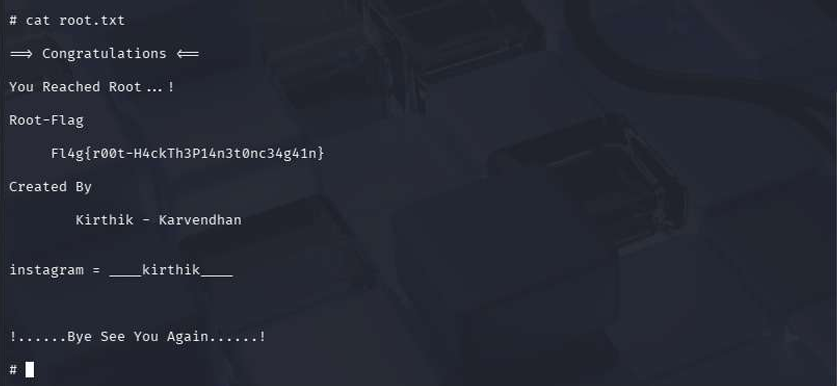 # cat root.txt
⟹ Congratulations ⟸
You Reached Root...!
Root-Flag
Fl4g{r00t-H4ckTh3P14n3t0nc34g41n}
Created By
Kirthik - Karvendhan
instagram = ____kirthik____
!......Bye See You Again......!
#